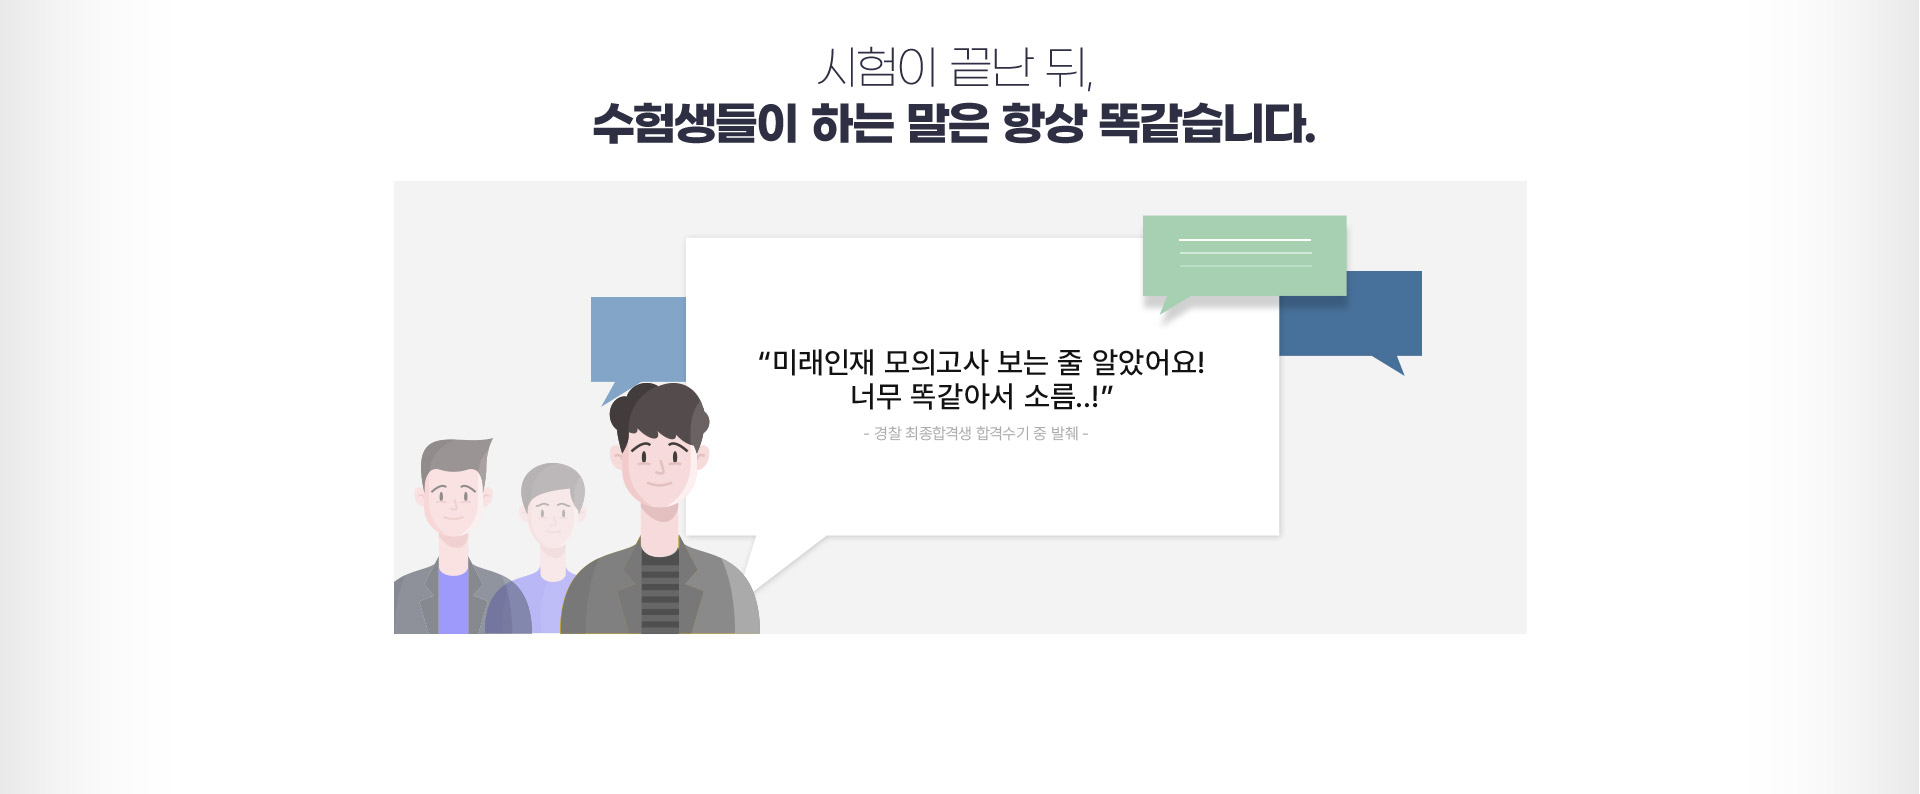 시험이 끝난 뒤,
수험생들이 하는 말은 항상 똑같습니다.
“미래인재 모의고사 보는 줄 알았어요!
너무 똑같아서 소름..!”
- 경찰 최종합격생 합격수기 중 발췌 -